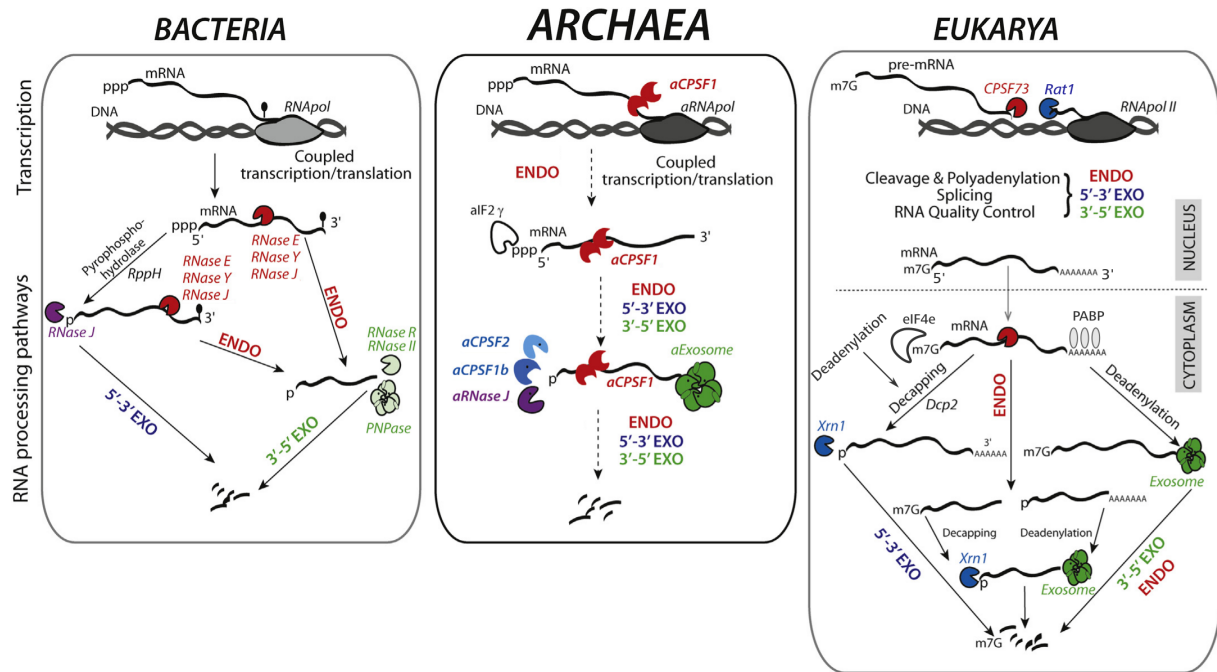 BACTERIA
ARCHAEA
EUKARYA
Transcription
RNA processing pathways
ppp
mRNA
RNApol
DNA
Coupled
transcription/translation
mRNA
ppp
5'
3'
RNase E
RNase Y
RNase J
Pyrophospho-
hydrolase
RppH
RNase E
RNase Y
RNase J
p
3'
RNase J
ENDO
ENDO
RNase R
RNase II
p
PNPase
5'-3' EXO
3'-5' EXO
ppp
mRNA
aCPSF1
DNA
aRNApol
ENDO
Coupled
transcription/translation
aIF2 γ
ppp
mRNA
5'
3'
aCPSF1
ENDO
5'-3' EXO
3'-5' EXO
aCPSF2
aCPSF1b
aRNase J
p
aCPSF1
aExosome
ENDO
5'-3' EXO
3'-5' EXO
pre-mRNA
m7G
CPSF73
Rat1
DNA
RNApol II
Cleavage & Polyadenylation
Splicing
RNA Quality Control
ENDO
5'-3' EXO
3'-5' EXO
NUCLEUS
mRNA
m7G
5'
AAAAAAA
3'
CYTOPLASM
eIF4e
mRNA
m7G
PABP
AAAAAAA
Deadenylation
Decapping
Dcp2
ENDO
Deadenylation
Xrn1
p
3'
AAAAAA
m7G
Exosome
m7G
p
AAAAAAA
Decapping
Deadenylation
Xrn1
p
Exosome
5'-3' EXO
3'-5' EXO
ENDO
m7G